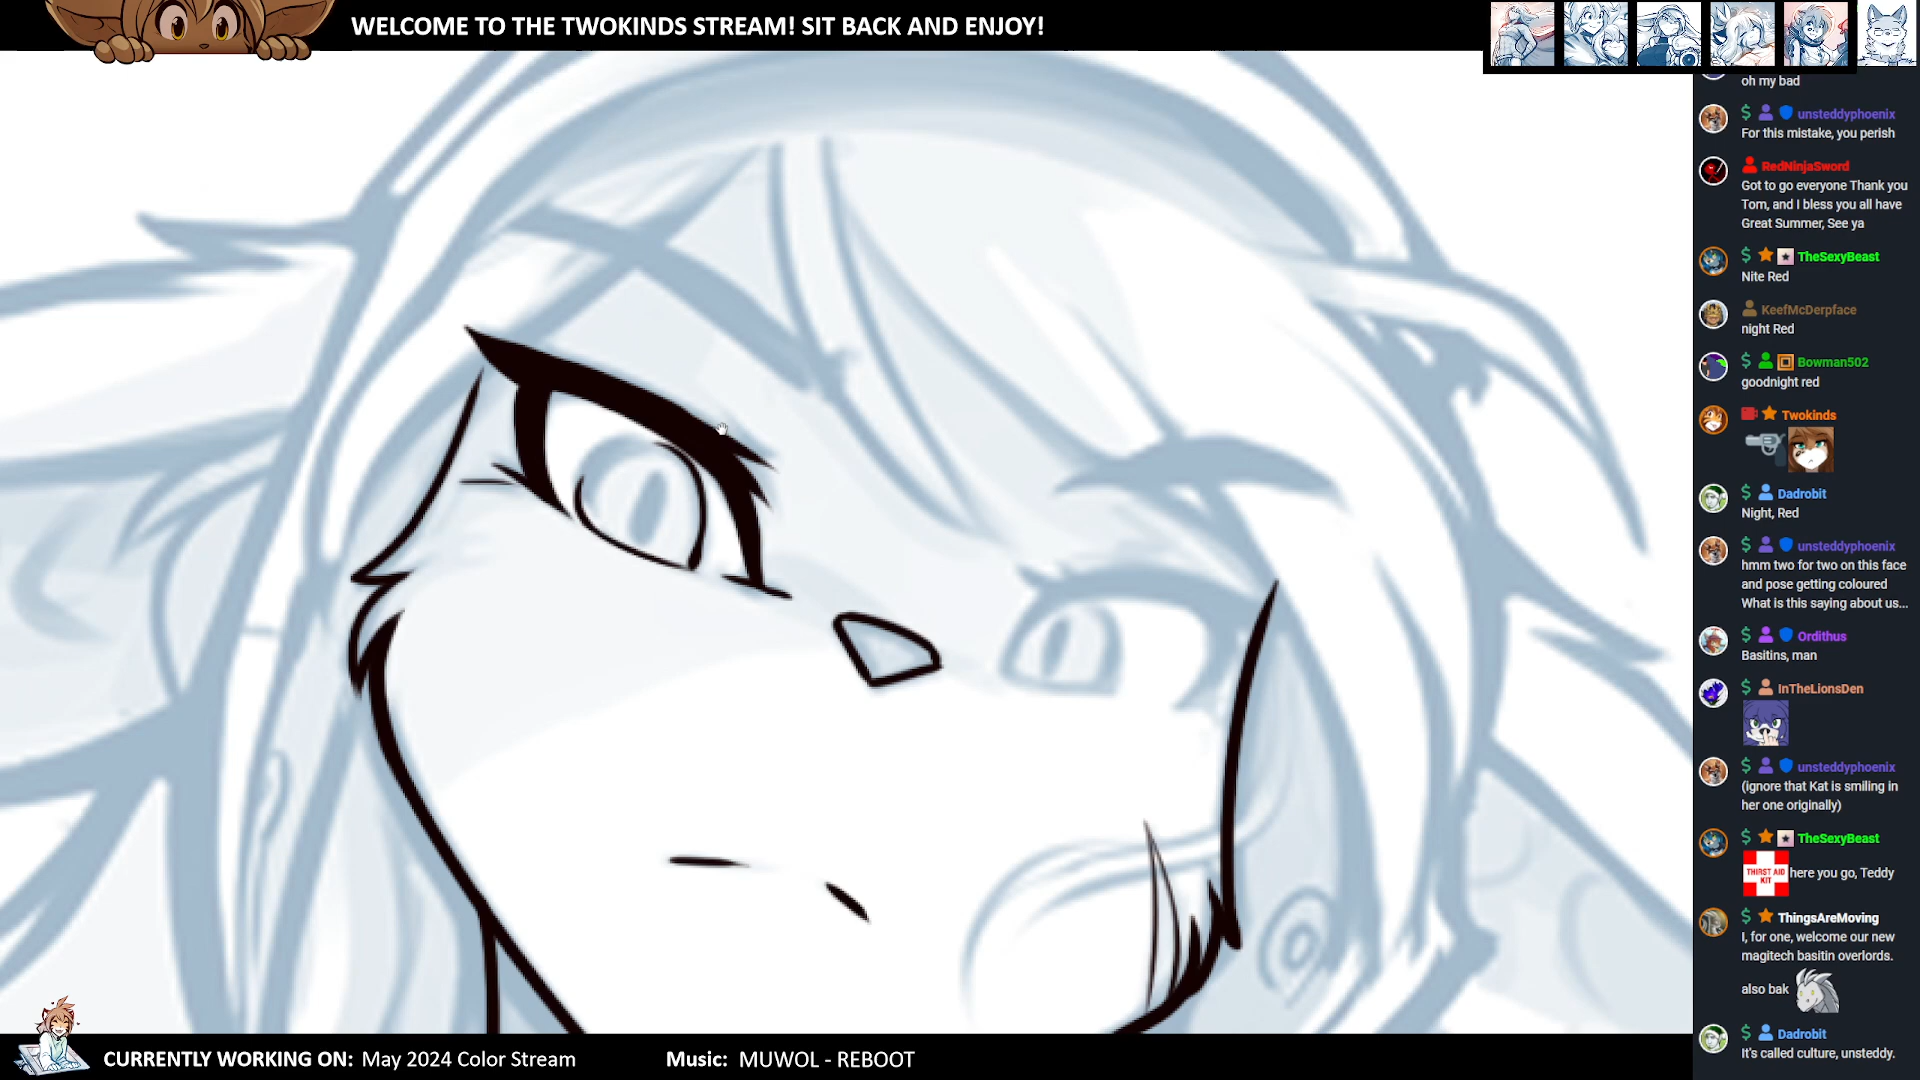 WELCOME TO THE TWOKINDS STREAM! SIT BACK AND ENJOY!
oh my bad
unsteddyphoenix
For this mistake, you perish
RedNinjaSword
Got to go everyone Thank you
Tom, and I bless you all have
Great Summer, See ya
TheSexyBeast
Nite Red
KeefMcDerpface
night Red
Bowman502
goodnight red
Twokinds
Dadrobit
Night, Red
unsteddyphoenix
hmm two for two on this face
and pose getting coloured
What is this saying about us...
Ordithus
Basitins, man
InTheLionsDen
unsteddyphoenix
(ignore that Kat is smiling in
her one originally)
TheSexyBeast
THIRST AID
KIT
here you go, Teddy
ThingsAreMoving
I, for one, welcome our new
magitech basitin overlords.
also bak
Dadrobit
It's called culture, unsteddy.
CURRENTLY WORKING ON: May 2024 Color Stream
Music: MUWOL - REBOOT